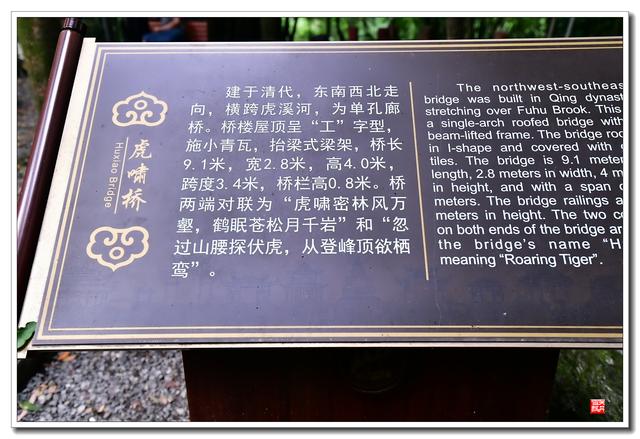 虎啸桥
Huxiao Bridge
建于清代，东南西北走
向，横跨虎溪河，为单孔廊
桥。桥楼屋顶呈“工”字型，
施小青瓦，抬梁式梁架，桥长
9.1米，宽2.8米，高4.0米，
跨度3.4米，桥栏高0.8米。桥
两端对联为“虎啸密林风万
壑，鹤眠苍松月千岩”和“忽
过山腰探伏虎，从登峰顶欲栖
鸾”。
The northwest-southeas
bridge was built in Qing dynast
stretching over Fuhu Brook. This
a single-arch roofed bridge with
beam-lifted frame. The bridge roo
in I-shape and covered with
tiles. The bridge is 9.1 meter
length, 2.8 meters in width, 4 m
in height, and with a span o
meters. The bridge railings a
meters in height. The two co
on both ends of the bridge ar
the bridge's name "H
meaning "Roaring Tiger".